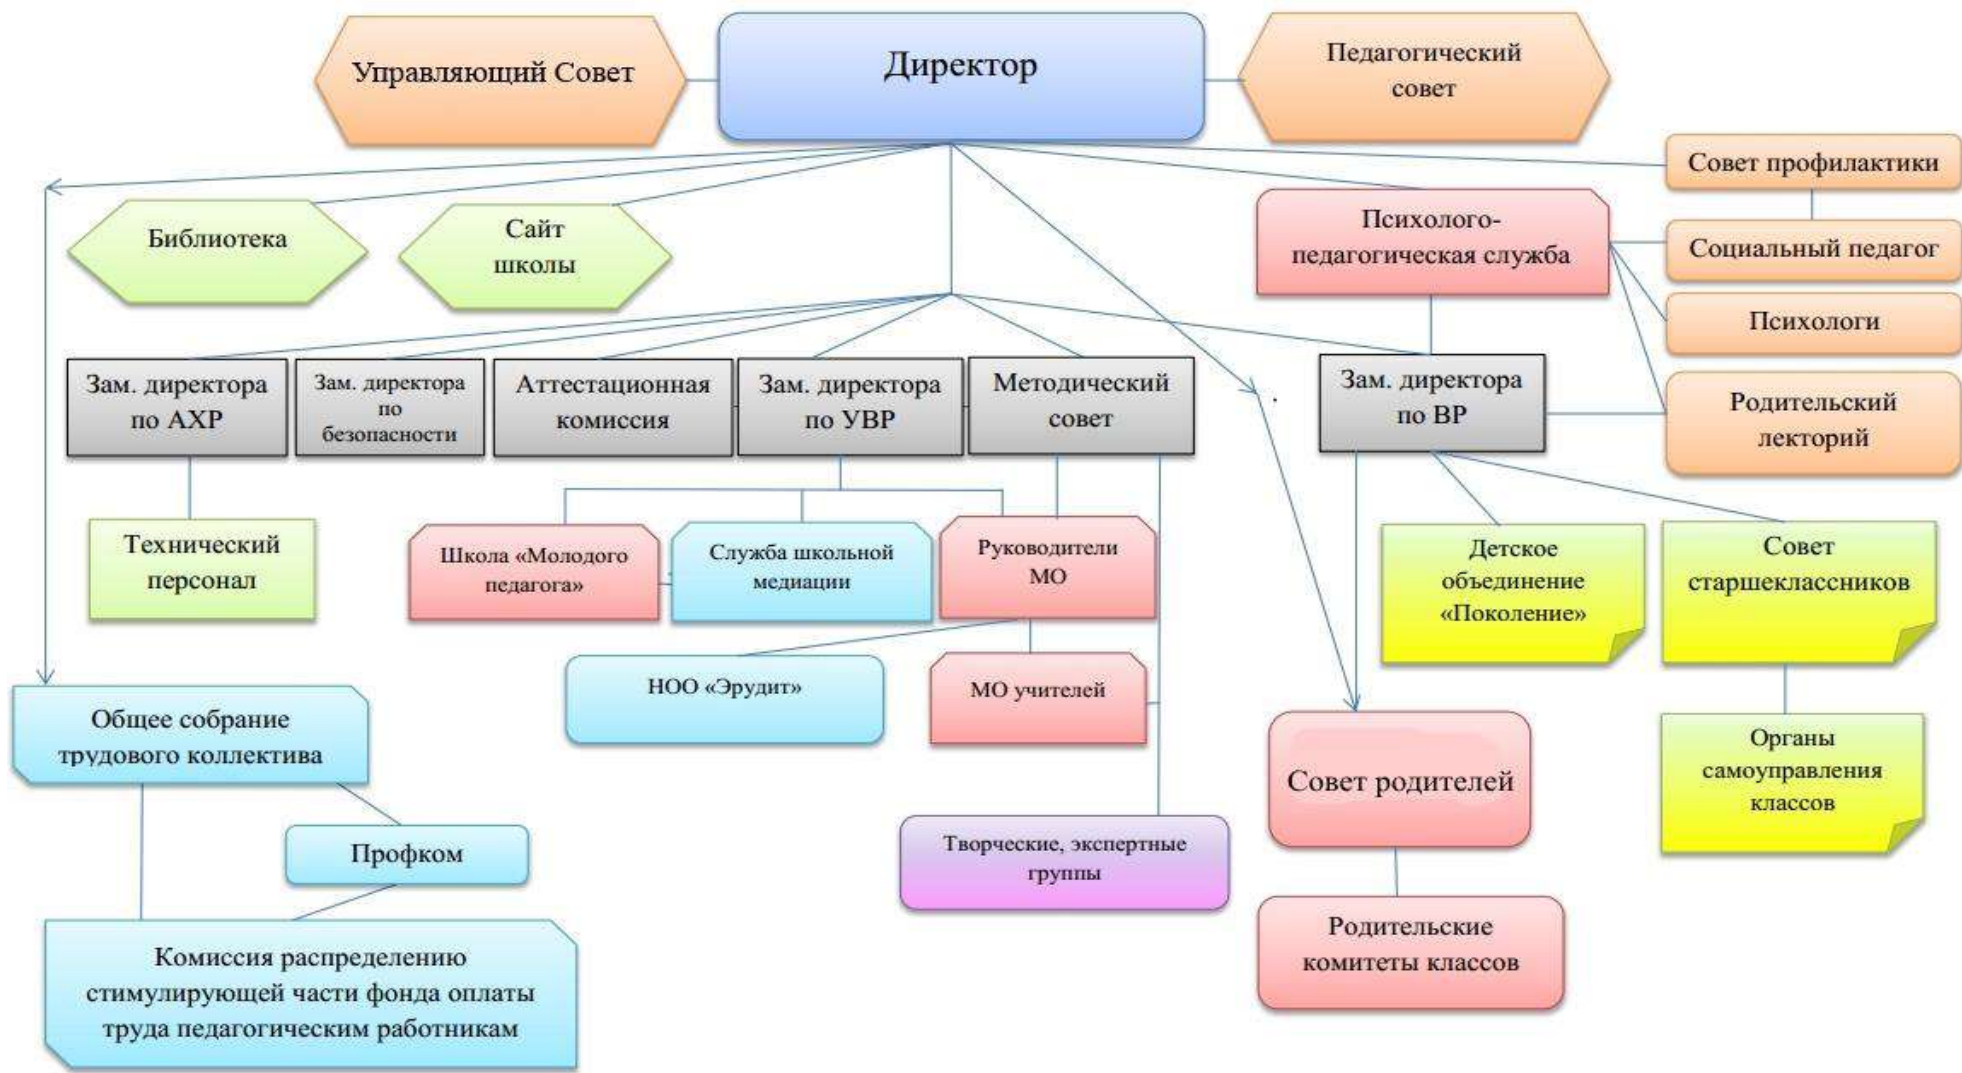 Управляющий Совет
Директор
Педагогический
совет
Совет профилактики
Библиотека
Сайт
школы
Психолого-
педагогическая служба
Социальный педагог
Психологи
Родительский
лекторий
Зам. директора
по АХР
Зам. директора
по
безопасности
Аттестационная
комиссия
Зам. директора
по УВР
Методический
совет
Зам. директора
по ВР
Технический
персонал
Школа «Молодого
педагога»
Служба школьной
медиации
Руководители
МО
Детское
объединение
«Поколение»
Совет
старшеклассников
НОО «Эрудит»
МО учителей
Общее собрание
трудового коллектива
Совет родителей
Органы
самоуправления
классов
Профком
Творческие, экспертные
группы
Родительские
комитеты классов
Комиссия распределению
стимулирующей части фонда оплаты
труда педагогическим работникам